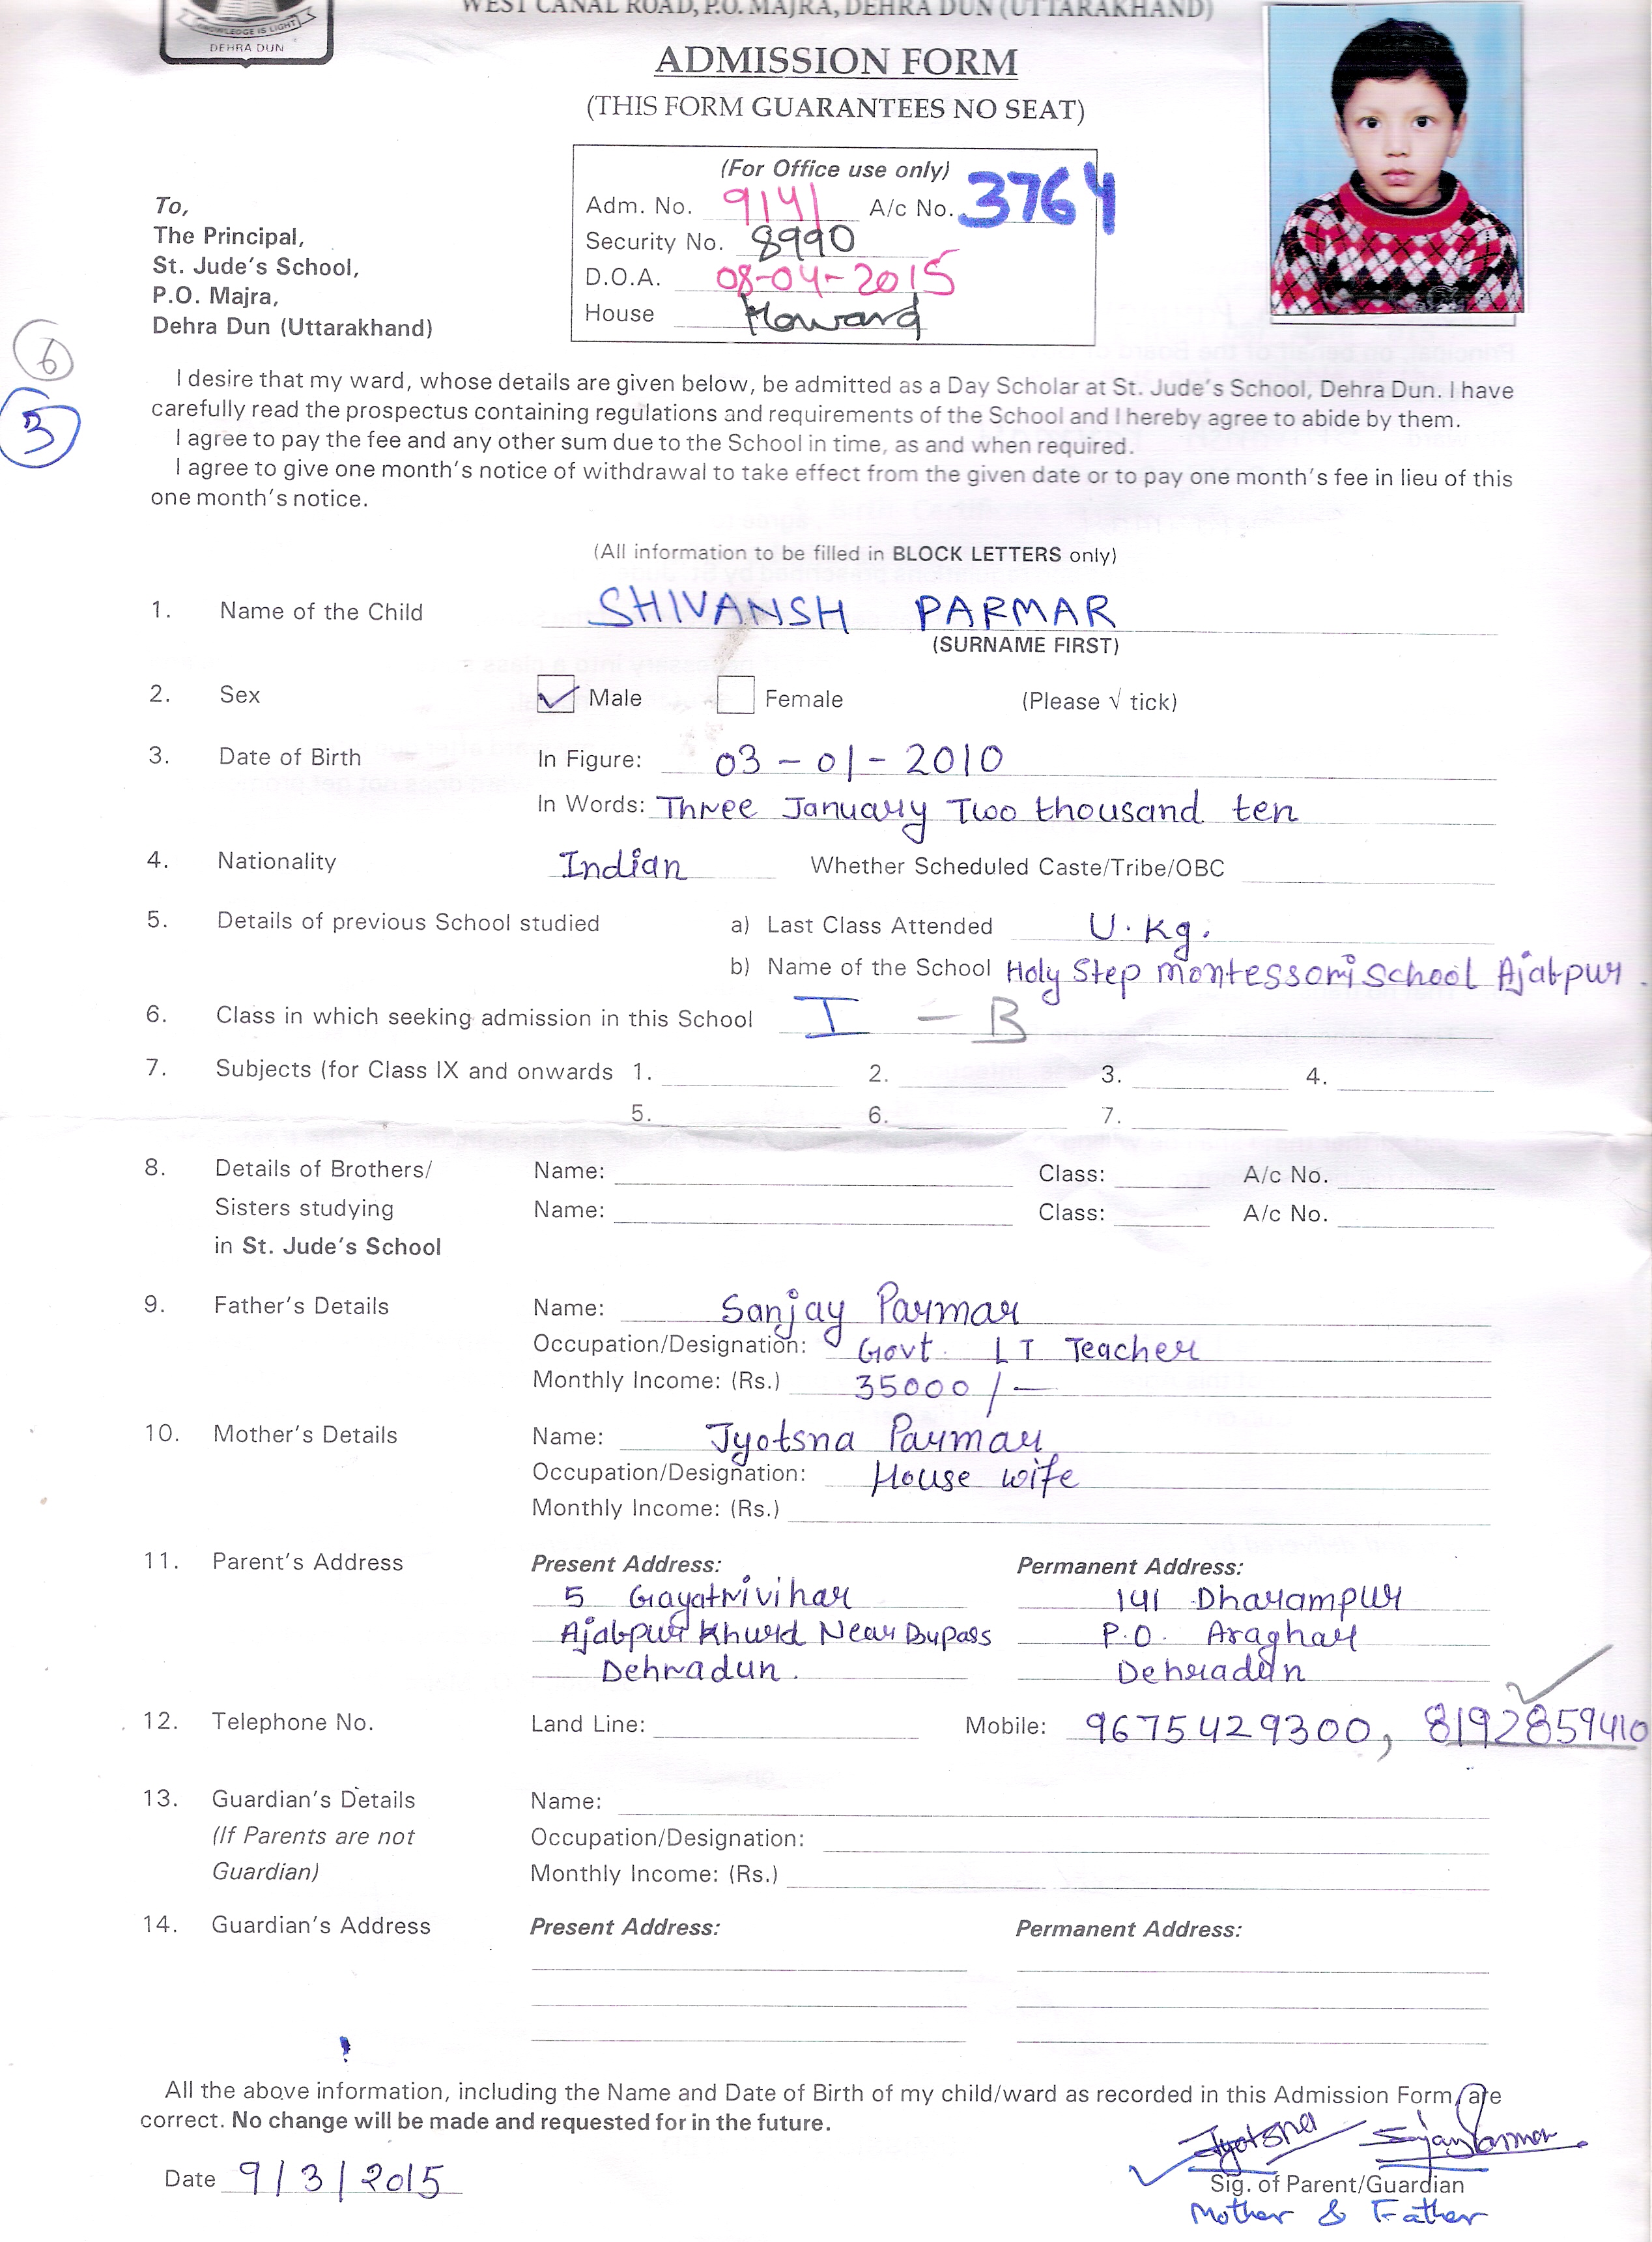 WEST CANAL ROAD, P.O. MAJRA, DEHRA DUN (UTTARAKHAND)
KNOWLEDGE IS LIGHT
DEHRA DUN
ADMISSION FORM
(THIS FORM GUARANTEES NO SEAT)
(For Office use only)
Adm. No. 9141 A/c No. 3764
Security No. 8990
D.O.A. 08-04-2015
House Howard
To,
The Principal,
St. Jude's School,
P.O. Majra,
Dehra Dun (Uttarakhand)
6
3
I desire that my ward, whose details are given below, be admitted as a Day Scholar at St. Jude's School, Dehra Dun. I have
carefully read the prospectus containing regulations and requirements of the School and I hereby agree to abide by them.
I agree to pay the fee and any other sum due to the School in time, as and when required.
I agree to give one month's notice of withdrawal to take effect from the given date or to pay one month's fee in lieu of this
one month's notice.
(All information to be filled in BLOCK LETTERS only)
1. Name of the Child SHIVANSH PARMAR
(SURNAME FIRST)
2. Sex Male Female (Please √ tick)
3. Date of Birth In Figure: 03-01-2010
In Words: Three January Two thousand ten
4. Nationality Indian Whether Scheduled Caste/Tribe/OBC
5. Details of previous School studied a) Last Class Attended U.Kg.
b) Name of the School Holy Step montessori School Ajabpur.
6. Class in which seeking admission in this School I - B
7. Subjects (for Class IX and onwards 1. 2. 3. 4.
5. 6. 7.
8. Details of Brothers/ Name: Class: A/c No.
Sisters studying Name: Class: A/c No.
in St. Jude's School
9. Father's Details Name: Sanjay Parmar
Occupation/Designation: Govt. LT Teacher
Monthly Income: (Rs.) 35000/-
10. Mother's Details Name: Jyotsna Parmar
Occupation/Designation: House wife
Monthly Income: (Rs.)
11. Parent's Address Present Address: Permanent Address:
5 Gayatrivihar 141 Dharampur
Ajabpur Khurd Near Bypass P.O. Araghar
Dehradun. Dehradun
12. Telephone No. Land Line: Mobile: 9675429300, 8192859410
13. Guardian's Details Name:
(If Parents are not Occupation/Designation:
Guardian) Monthly Income: (Rs.)
14. Guardian's Address Present Address: Permanent Address:
All the above information, including the Name and Date of Birth of my child/ward as recorded in this Admission Form, are
correct. No change will be made and requested for in the future.
Jyotsna Sanjay Parmar
Date 9/3/2015 Sig. of Parent/Guardian
Mother & Father